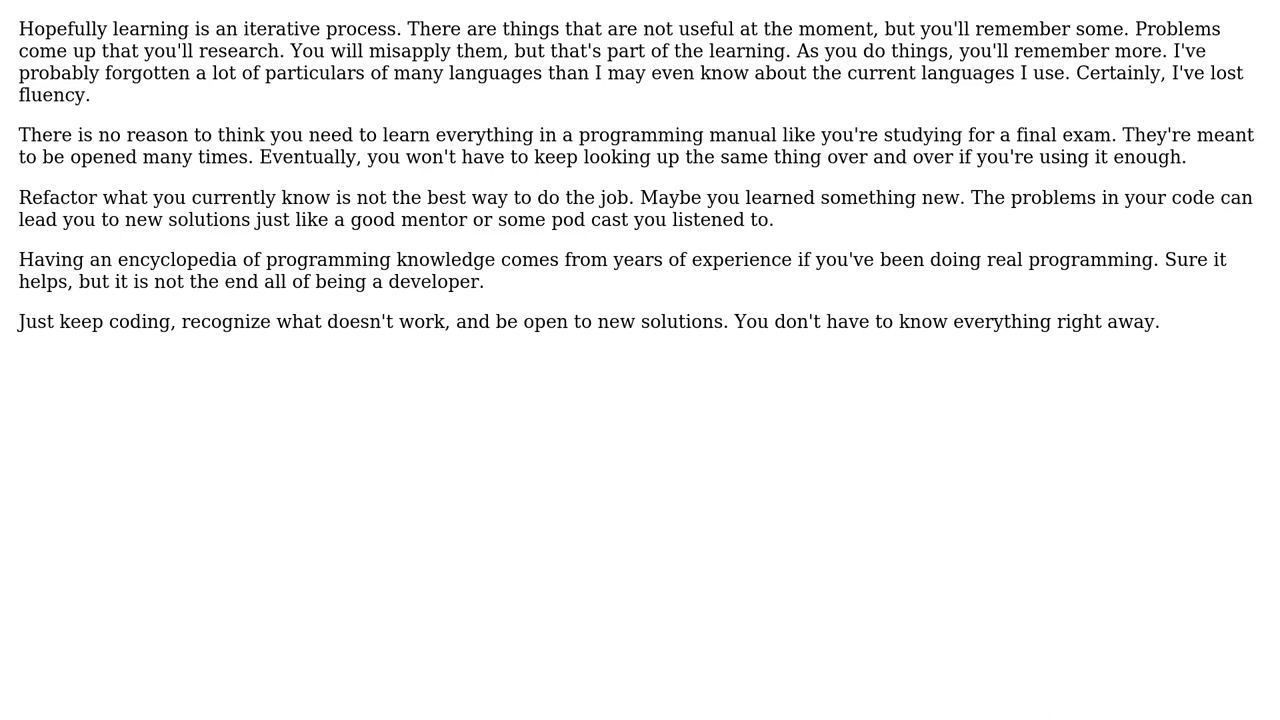 Hopefully learning is an iterative process. There are things that are not useful at the moment, but you'll remember some. Problems
come up that you'll research. You will misapply them, but that's part of the learning. As you do things, you'll remember more. I've
probably forgotten a lot of particulars of many languages than I may even know about the current languages I use. Certainly, I've lost
fluency.
There is no reason to think you need to learn everything in a programming manual like you're studying for a final exam. They're meant
to be opened many times. Eventually, you won't have to keep looking up the same thing over and over if you're using it enough.
Refactor what you currently know is not the best way to do the job. Maybe you learned something new. The problems in your code can
lead you to new solutions just like a good mentor or some pod cast you listened to.
Having an encyclopedia of programming knowledge comes from years of experience if you've been doing real programming. Sure it
helps, but it is not the end all of being a developer.
Just keep coding, recognize what doesn't work, and be open to new solutions. You don't have to know everything right away.